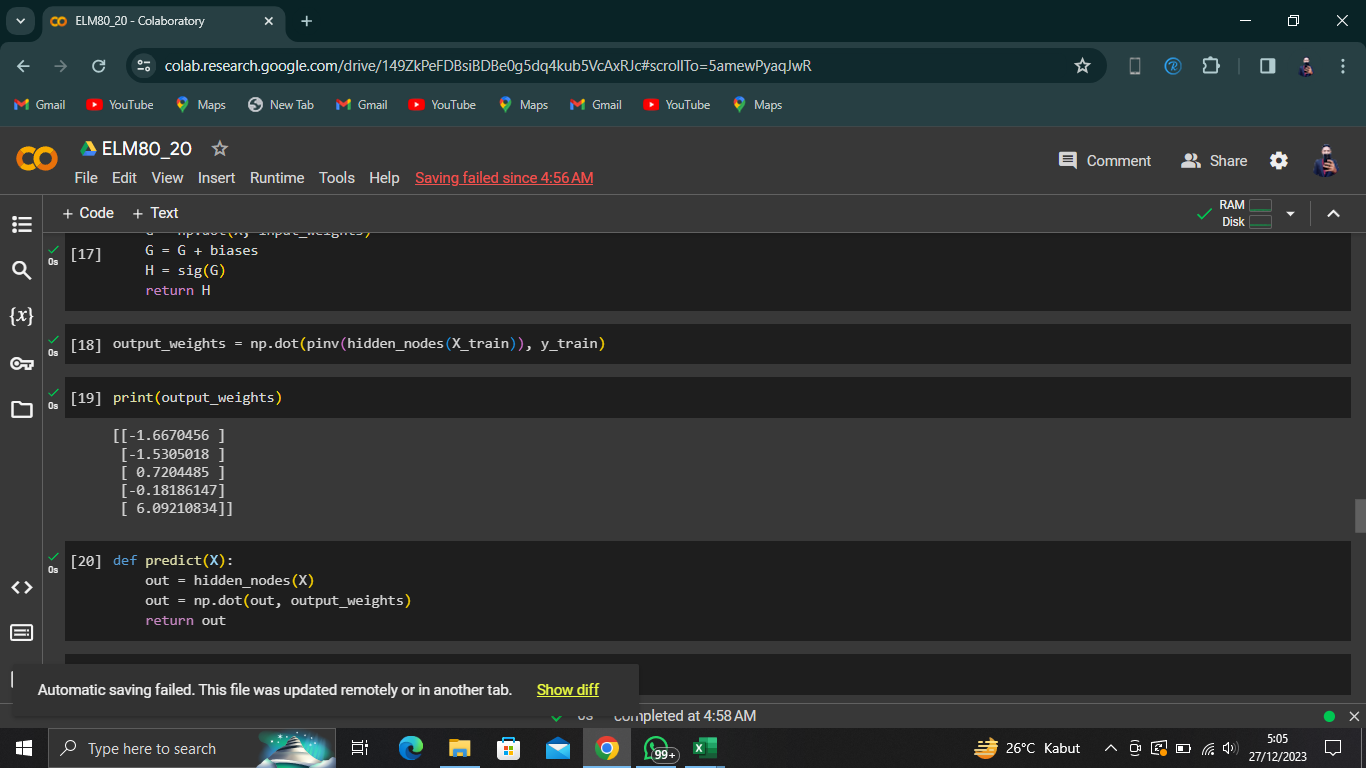 ELM80_20 - Colaboratory
colab.research.google.com/drive/149ZkPeFDBsiBDBe0g5dq4kub5VcAxRJc#scrollTo=5amewPyaqJwR
Gmail YouTube Maps New Tab Gmail YouTube Maps Gmail YouTube Maps
ELM80_20
Comment Share
File Edit View Insert Runtime Tools Help Saving failed since 4:56 AM
+ Code + Text
RAM
Disk
[17] G = G + biases
0s
H = sig(G)
return H
[18] output_weights = np.dot(pinv(hidden_nodes(X_train)), y_train)
0s
[19] print(output_weights)
0s
[[-1.6670456 ]
[-1.5305018 ]
[ 0.7204485 ]
[-0.18186147]
[ 6.09210834]]
[20] def predict(X):
0s
out = hidden_nodes(X)
out = np.dot(out, output_weights)
return out
Automatic saving failed. This file was updated remotely or in another tab. Show diff
completed at 4:58 AM
Type here to search
99+
26°C Kabut
5:05
27/12/2023